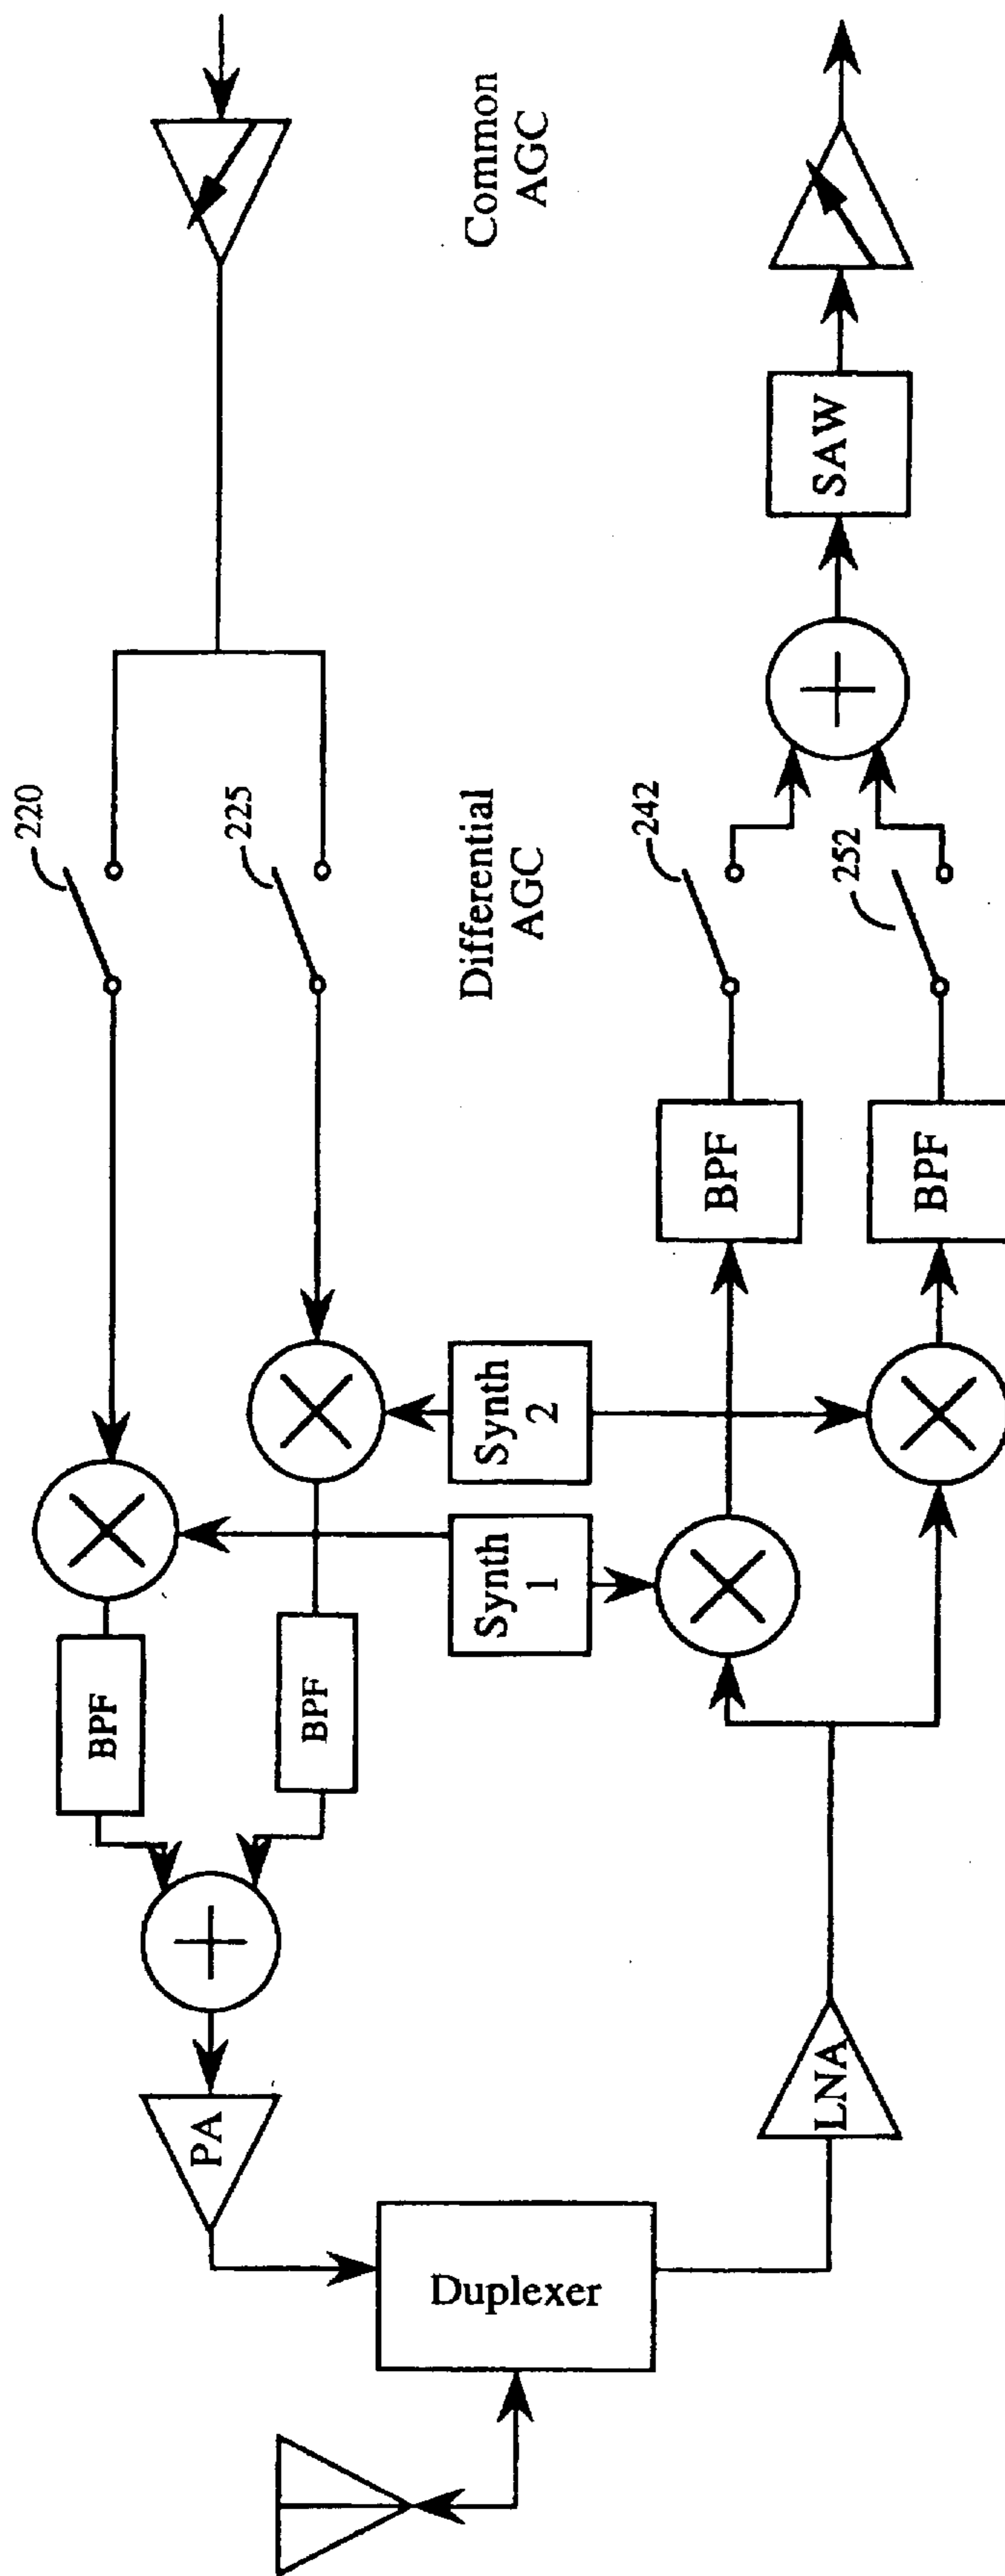 220
225
Common
AGC
Differential
AGC
242
252
BPF
BPF
Synth
2
Synth
1
BPF
BPF
SAW
PA
LNA
Duplexer